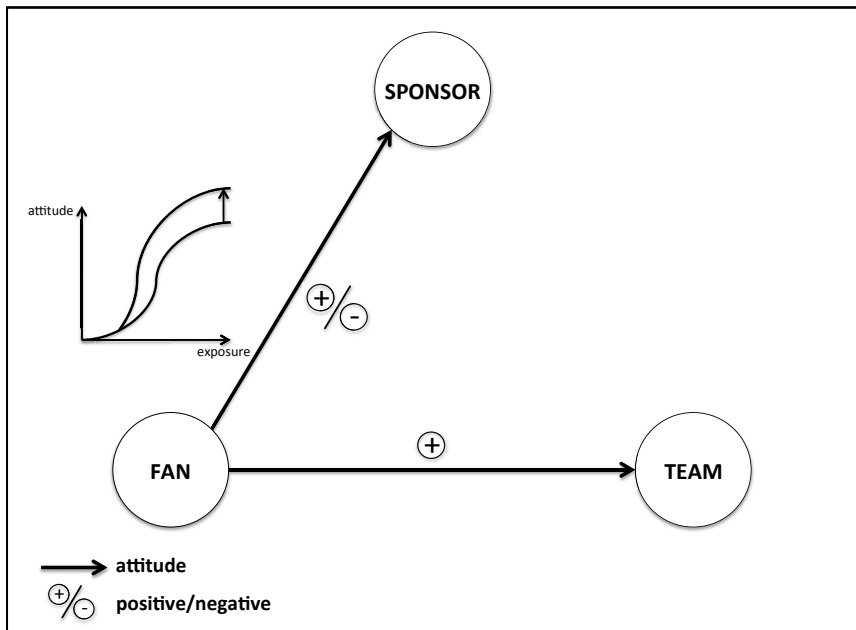 SPONSOR
attitude
+/-
exposure
+
FAN
TEAM
attitude
+/- positive/negative